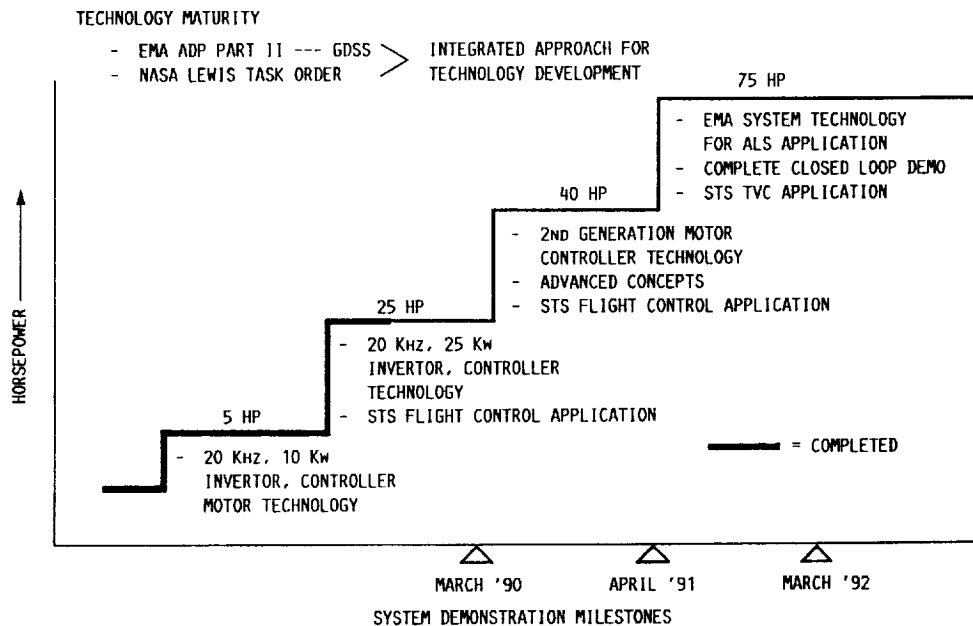 TECHNOLOGY MATURITY
- EMA ADP PART II --- GDSS
- NASA LEWIS TASK ORDER
INTEGRATED APPROACH FOR
TECHNOLOGY DEVELOPMENT
75 HP
- EMA SYSTEM TECHNOLOGY
FOR ALS APPLICATION
- COMPLETE CLOSED LOOP DEMO
- STS TVC APPLICATION
40 HP
- 2ND GENERATION MOTOR
CONTROLLER TECHNOLOGY
- ADVANCED CONCEPTS
- STS FLIGHT CONTROL APPLICATION
25 HP
- 20 KHZ, 25 KW
INVERTOR, CONTROLLER
TECHNOLOGY
- STS FLIGHT CONTROL APPLICATION
5 HP
- 20 KHZ, 10 KW
INVERTOR, CONTROLLER
MOTOR TECHNOLOGY
= COMPLETED
HORSEPOWER
MARCH '90
APRIL '91
MARCH '92
SYSTEM DEMONSTRATION MILESTONES